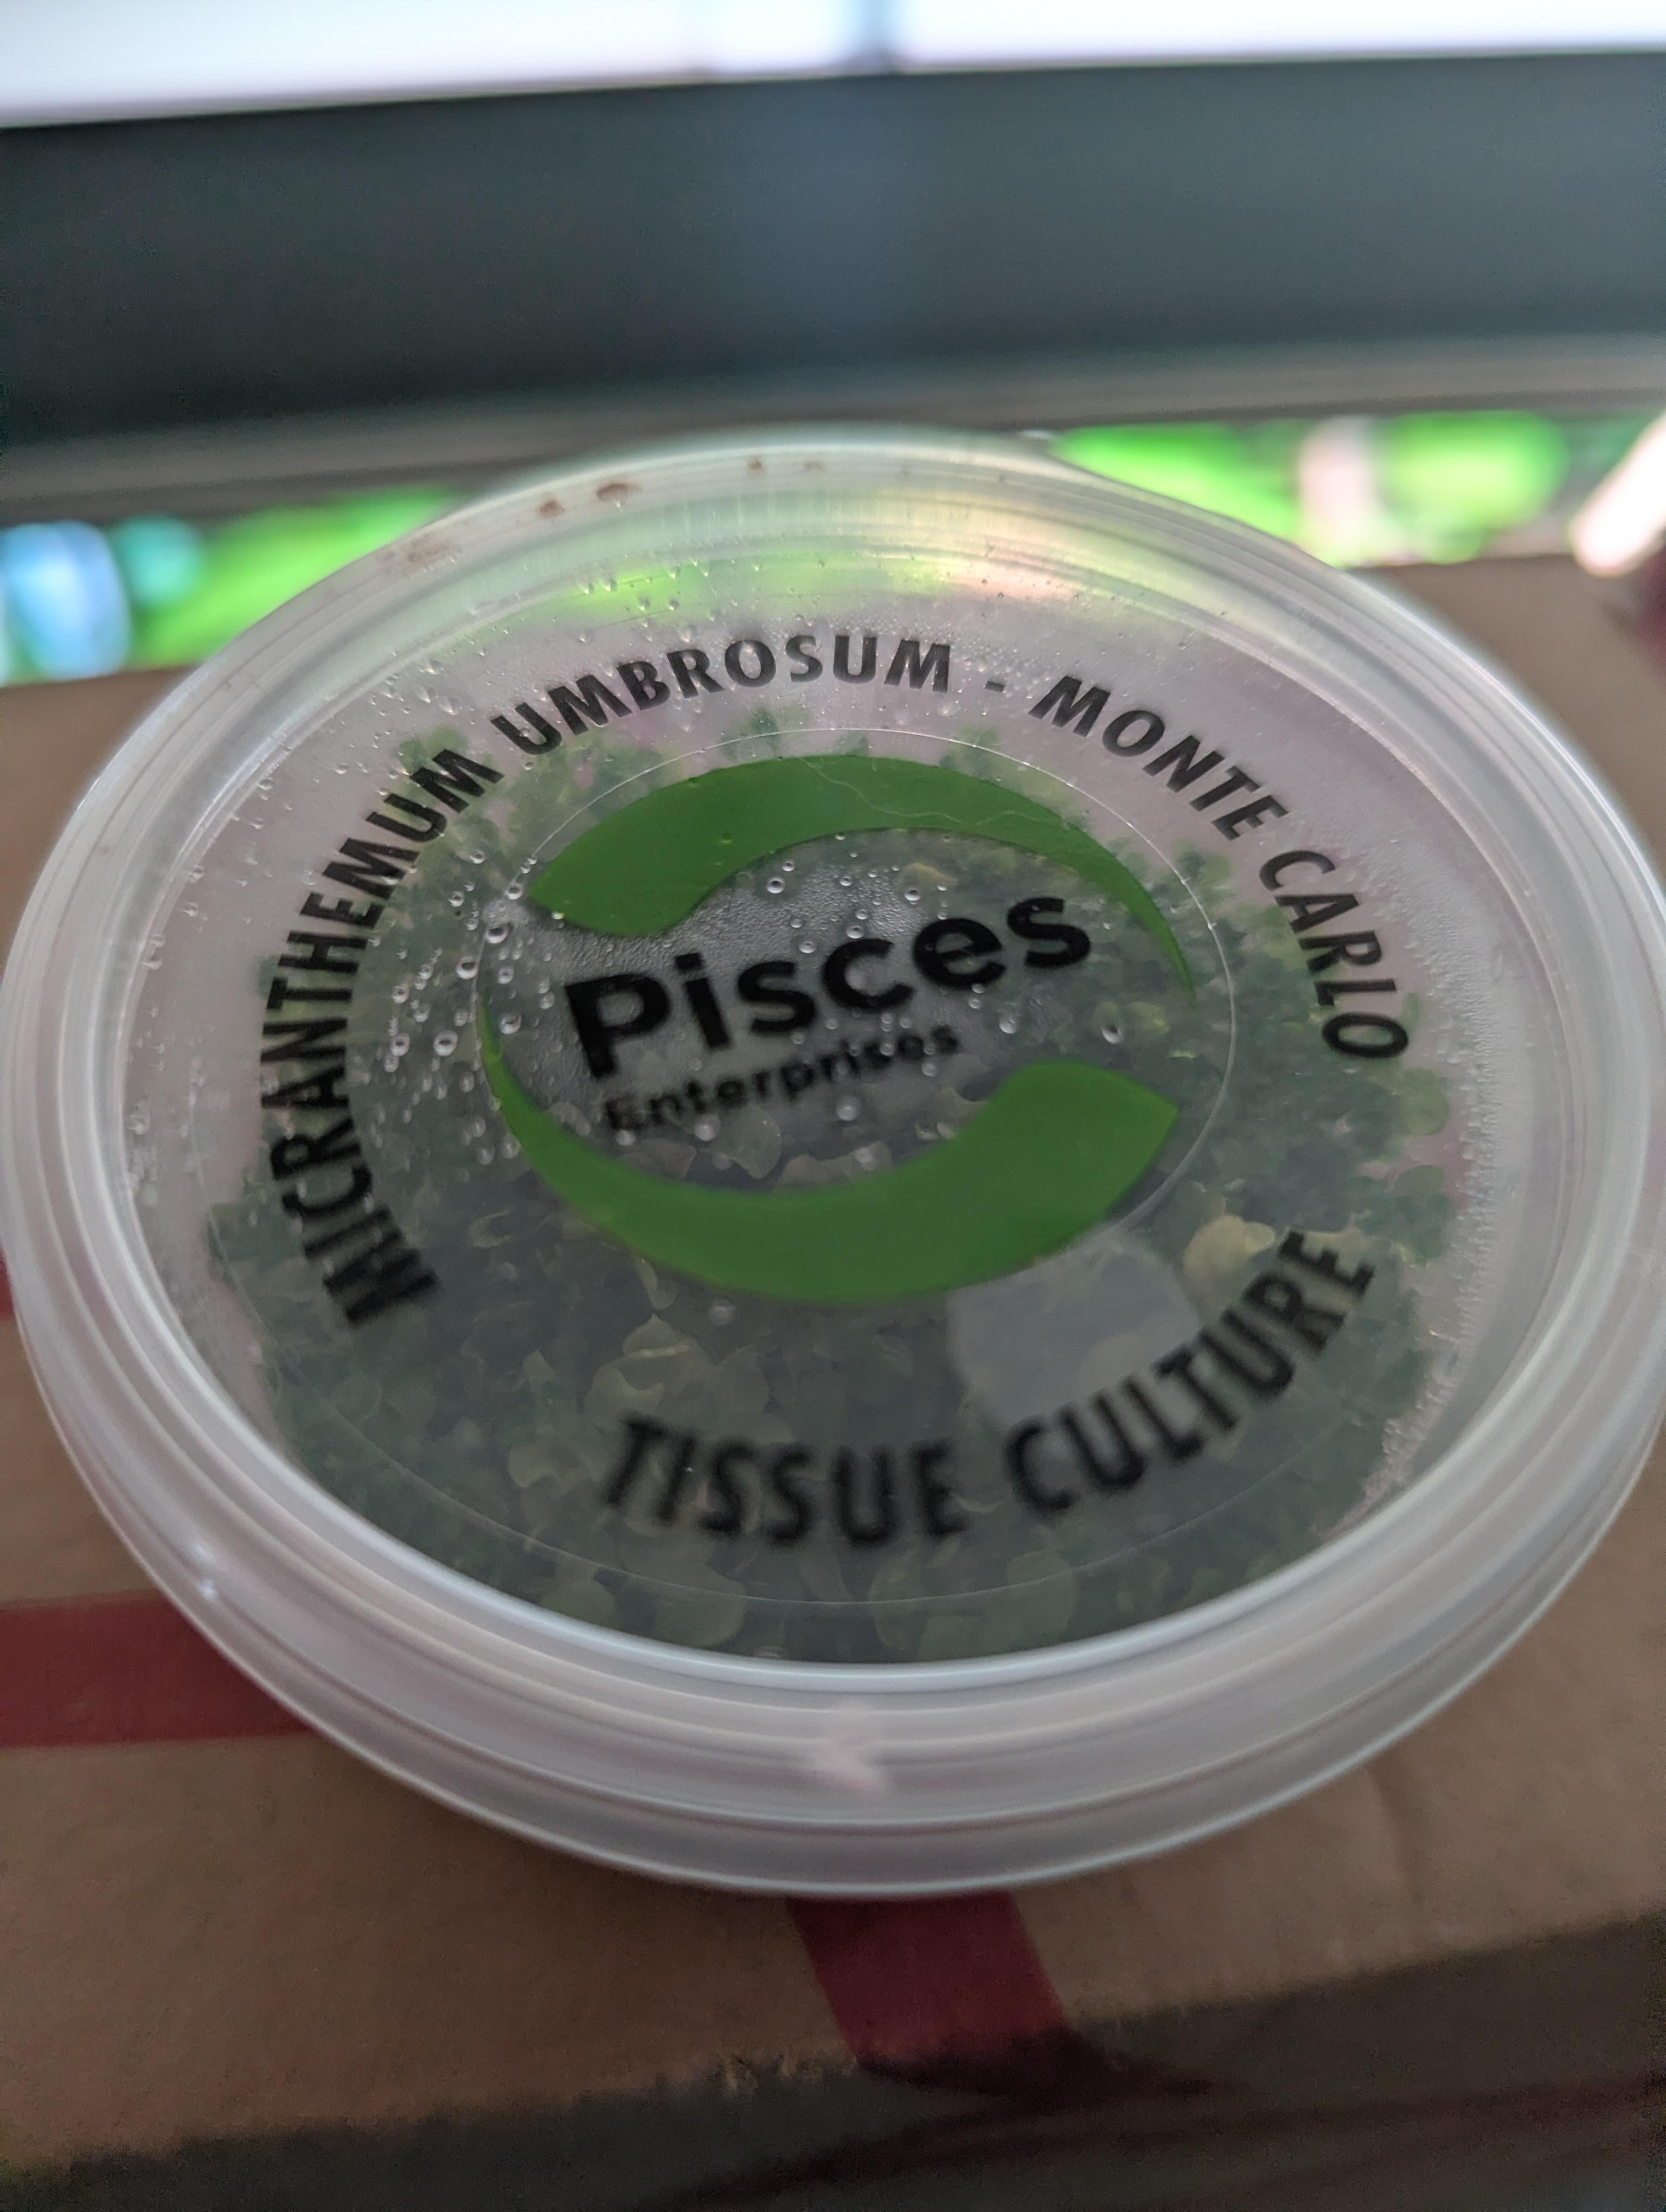 MICRANTHEMUM UMBROSUM - MONTE CARLO
Pisces
Enterprises
TISSUE CULTURE